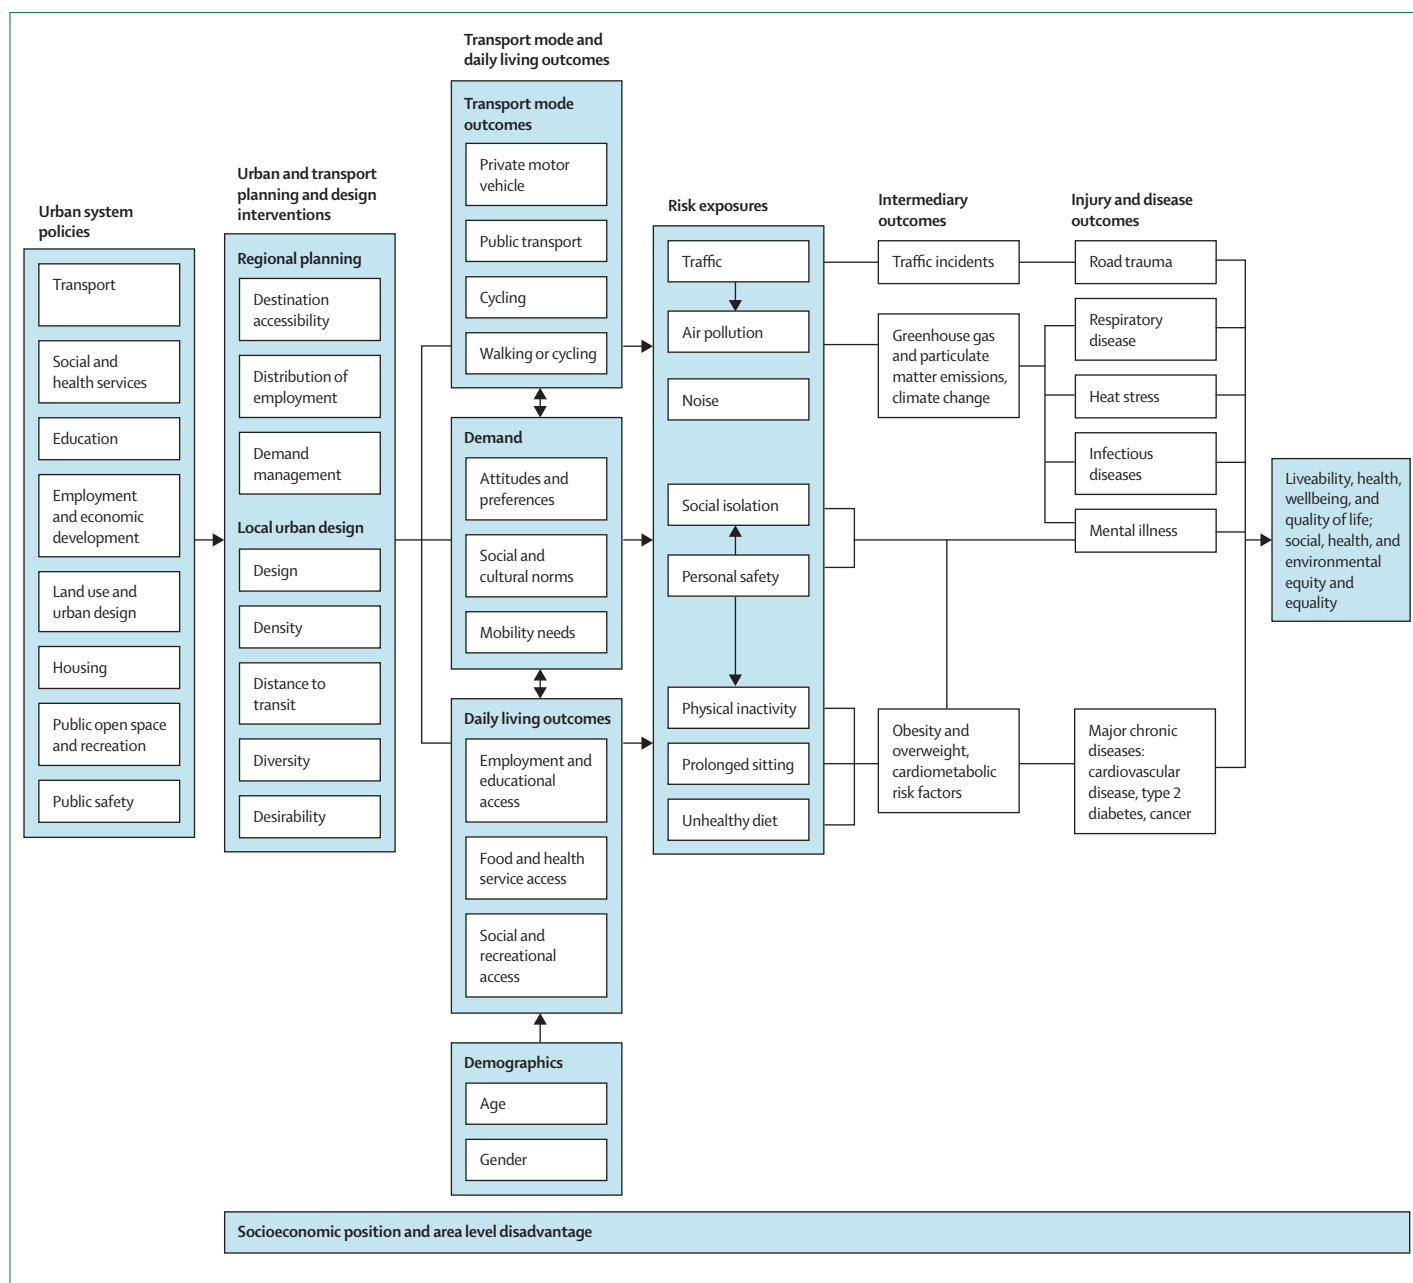 Urban system
policies
Transport
Social and
health services
Education
Employment
and economic
development
Land use and
urban design
Housing
Public open space
and recreation
Public safety
Urban and transport
planning and design
interventions
Regional planning
Destination
accessibility
Distribution of
employment
Demand
management
Local urban design
Design
Density
Distance to
transit
Diversity
Desirability
Transport mode and
daily living outcomes
Transport mode
outcomes
Private motor
vehicle
Public transport
Cycling
Walking or cycling
Demand
Attitudes and
preferences
Social and
cultural norms
Mobility needs
Daily living outcomes
Employment and
educational
access
Food and health
service access
Social and
recreational
access
Demographics
Age
Gender
Risk exposures
Traffic
Air pollution
Noise
Social isolation
Personal safety
Physical inactivity
Prolonged sitting
Unhealthy diet
Intermediary
outcomes
Traffic incidents
Greenhouse gas
and particulate
matter emissions,
climate change
Obesity and
overweight,
cardiometabolic
risk factors
Injury and disease
outcomes
Road trauma
Respiratory
disease
Heat stress
Infectious
diseases
Mental illness
Major chronic
diseases:
cardiovascular
disease, type 2
diabetes, cancer
Liveability, health,
wellbeing, and
quality of life;
social, health, and
environmental
equity and
equality
Socioeconomic position and area level disadvantage